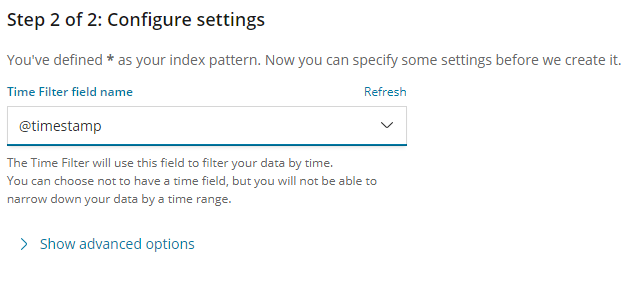 Step 2 of 2: Configure settings
You've defined * as your index pattern. Now you can specify some settings before we create it.
Time Filter field name Refresh
@timestamp
The Time Filter will use this field to filter your data by time.
You can choose not to have a time field, but you will not be able to
narrow down your data by a time range.
Show advanced options